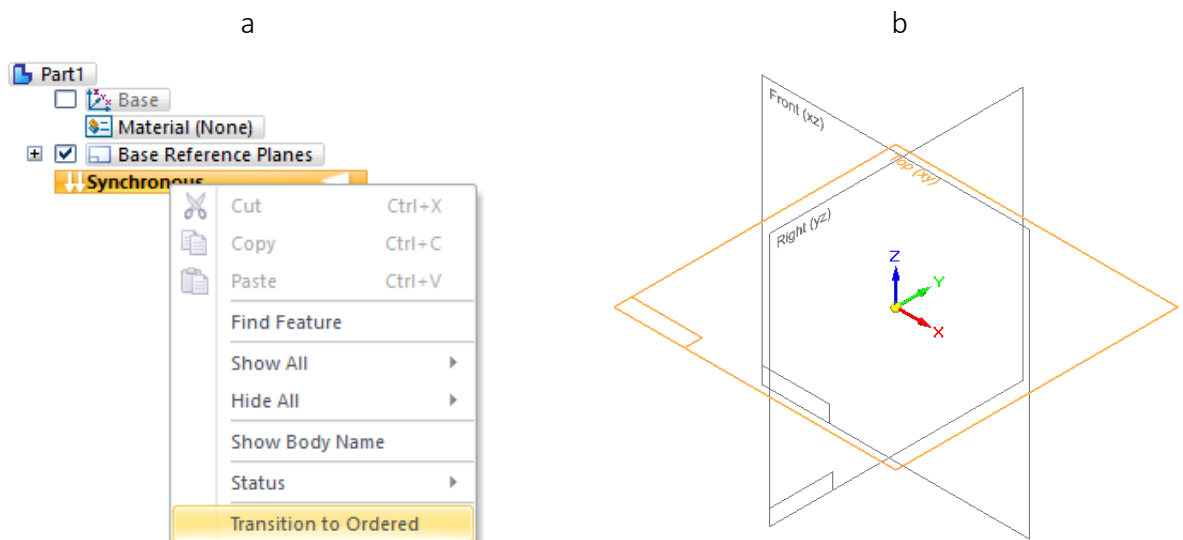 a
Part1
Base
Material (None)
Base Reference Planes
Synchronous
Cut Ctrl+X
Copy Ctrl+C
Paste Ctrl+V
Find Feature
Show All
Hide All
Show Body Name
Status
Transition to Ordered
b
Front (xz)
Top (xy)
Right (yz)
Z
Y
X